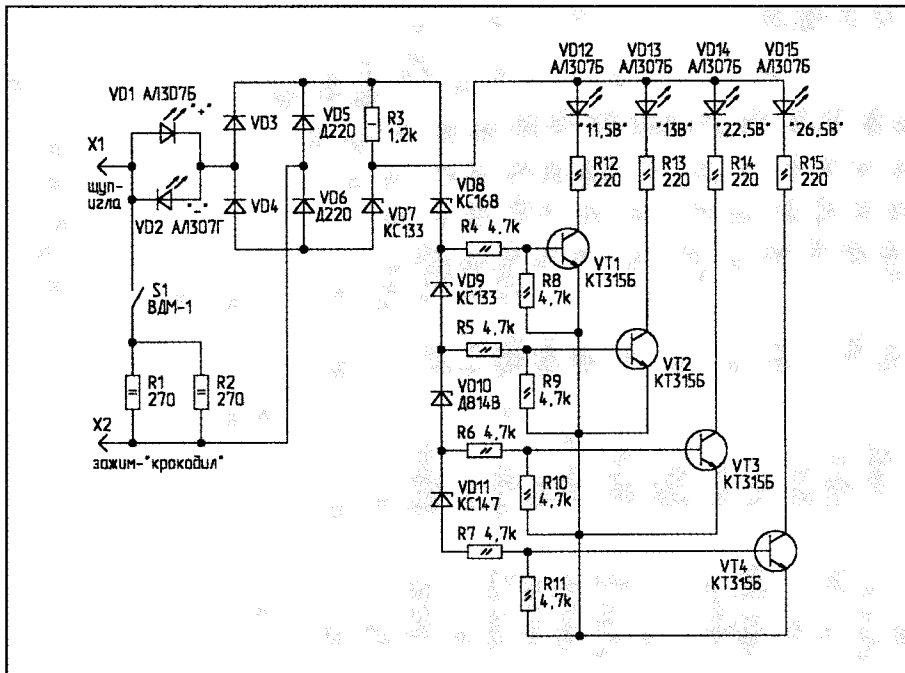 VD12 VD13 VD14 VD15
АЛ307Б АЛ307Б АЛ307Б АЛ307Б
VD1 АЛ307Б "+"
VD3
VD5
Д220
R3
1,2k
"11,5В" "13В" "22,5В" "26,5В"
X1
щуп-
игла
R12
220
R13
220
R14
220
R15
220
"-"
VD2 АЛ307Г
VD4
VD6
Д220
VD7
КС133
VD8
КС168
R4 4,7k
VT1
КТ315Б
S1
ВДМ-1
VD9
КС133
R8
4,7k
R5 4,7k
VT2
КТ315Б
R1
270
R2
270
VD10
Д814В
R9
4,7k
X2
зажим-"крокодил"
R6 4,7k
VT3
КТ315Б
VD11
КС147
R10
4,7k
R7 4,7k
VT4
КТ315Б
R11
4,7k